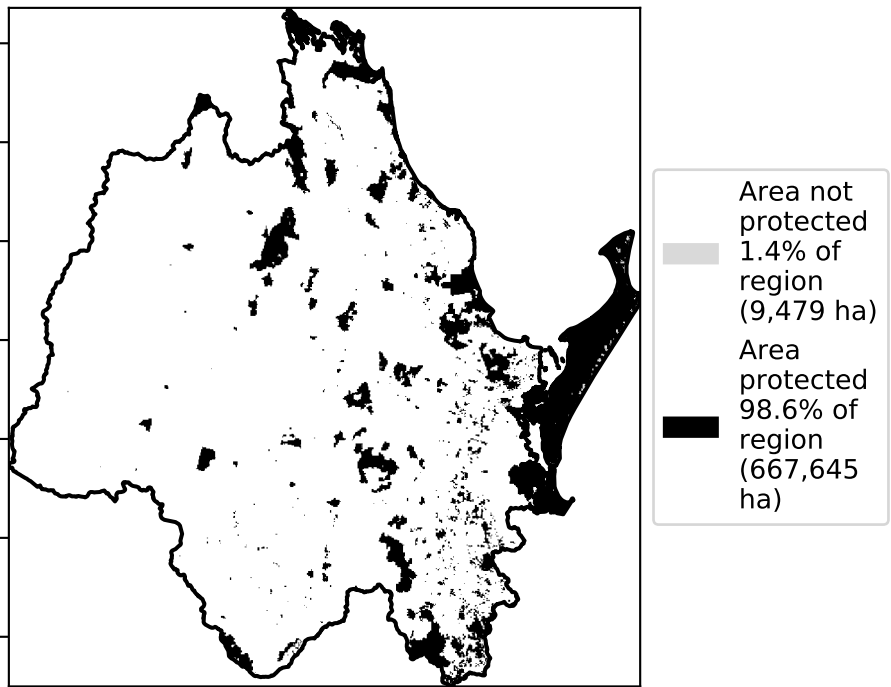 Area not
protected
1.4% of
region
(9,479 ha)
Area
protected
98.6% of
region
(667,645
ha)